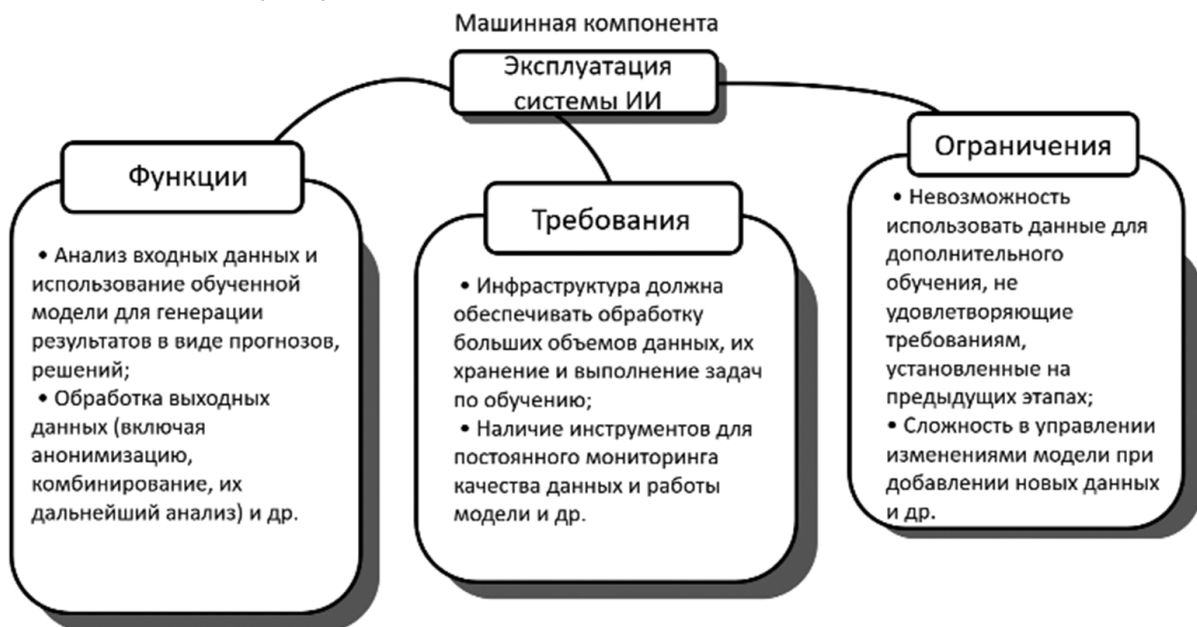 Машинная компонента
Эксплуатация
системы ИИ
Функции
• Анализ входных данных и
использование обученной
модели для генерации
результатов в виде прогнозов,
решений;
• Обработка выходных
данных (включая
анонимизацию,
комбинирование, их
дальнейший анализ) и др.
Требования
• Инфраструктура должна
обеспечивать обработку
больших объемов данных, их
хранение и выполнение задач
по обучению;
• Наличие инструментов для
постоянного мониторинга
качества данных и работы
модели и др.
Ограничения
• Невозможность
использовать данные для
дополнительного
обучения, не
удовлетворяющие
требованиям,
установленные на
предыдущих этапах;
• Сложность в управлении
изменениями модели при
добавлении новых данных
и др.